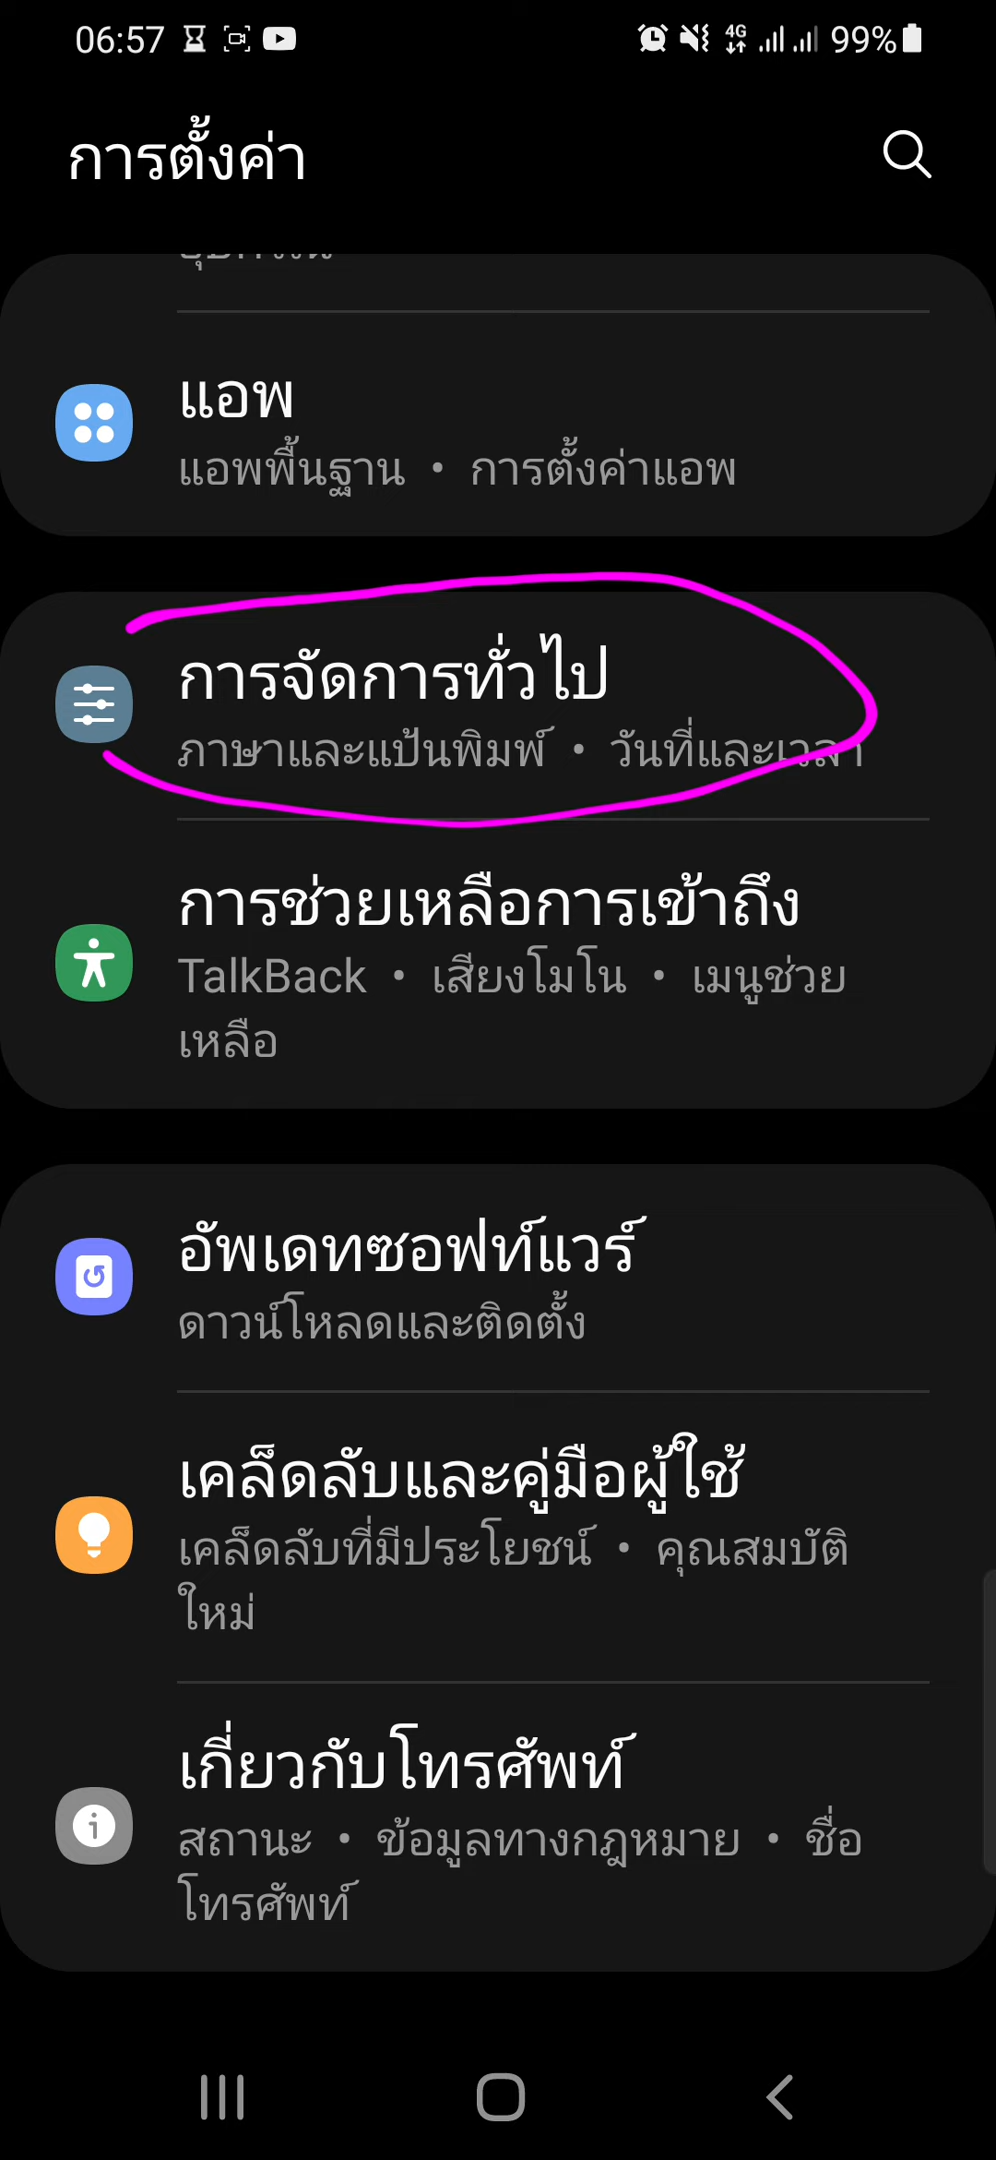 06:57 4G 99%
การตั้งค่า
แอพ
แอพพื้นฐาน • การตั้งค่าแอพ
การจัดการทั่วไป
ภาษาและแป้นพิมพ์ • วันที่และเวลา
การช่วยเหลือการเข้าถึง
TalkBack • เสียงโมโน • เมนูช่วย
เหลือ
อัพเดทซอฟท์แวร์
ดาวน์โหลดและติดตั้ง
เคล็ดลับและคู่มือผู้ใช้
เคล็ดลับที่มีประโยชน์ • คุณสมบัติ
ใหม่
เกี่ยวกับโทรศัพท์
สถานะ • ข้อมูลทางกฎหมาย • ชื่อ
โทรศัพท์